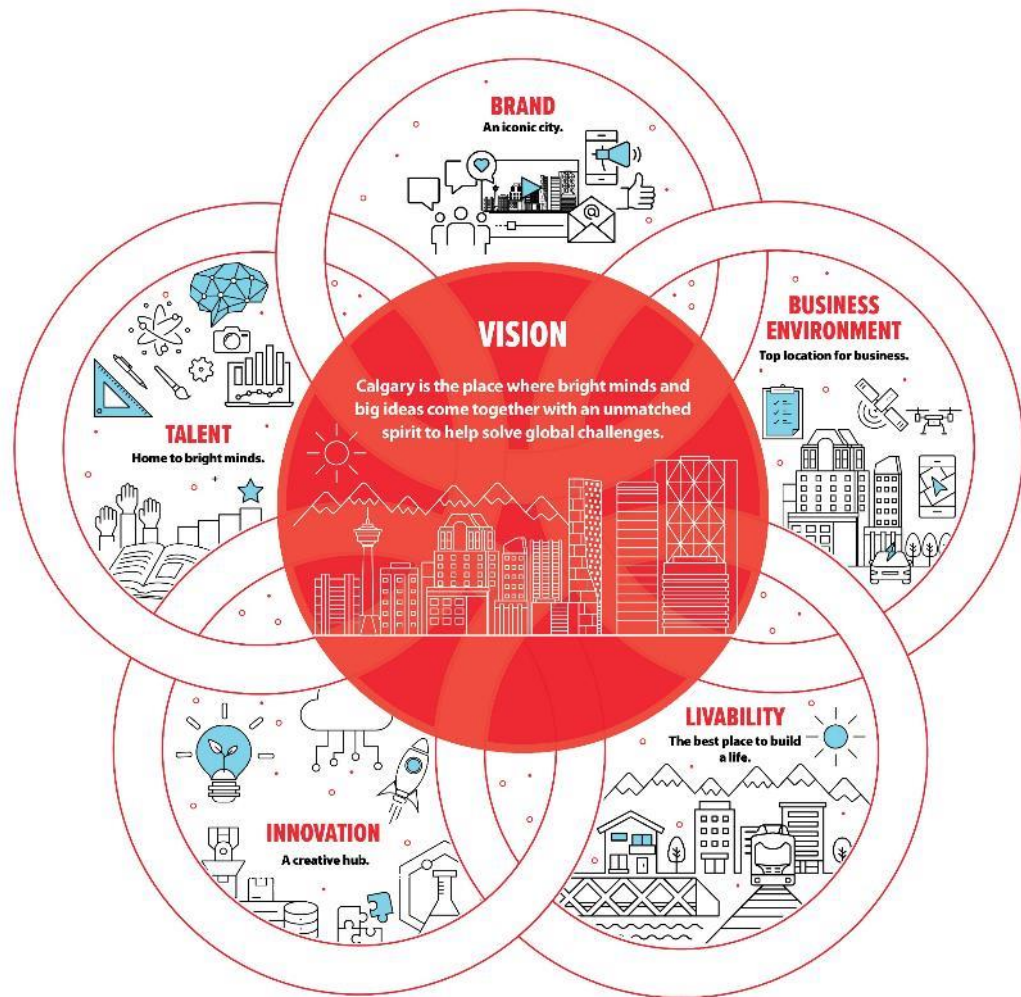 BRAND
An iconic city.
BUSINESS
ENVIRONMENT
Top location for business.
VISION
Calgary is the place where bright minds and
big ideas come together with an unmatched
spirit to help solve global challenges.
TALENT
Home to bright minds.
LIVABILITY
The best place to build
a life.
INNOVATION
A creative hub.
@